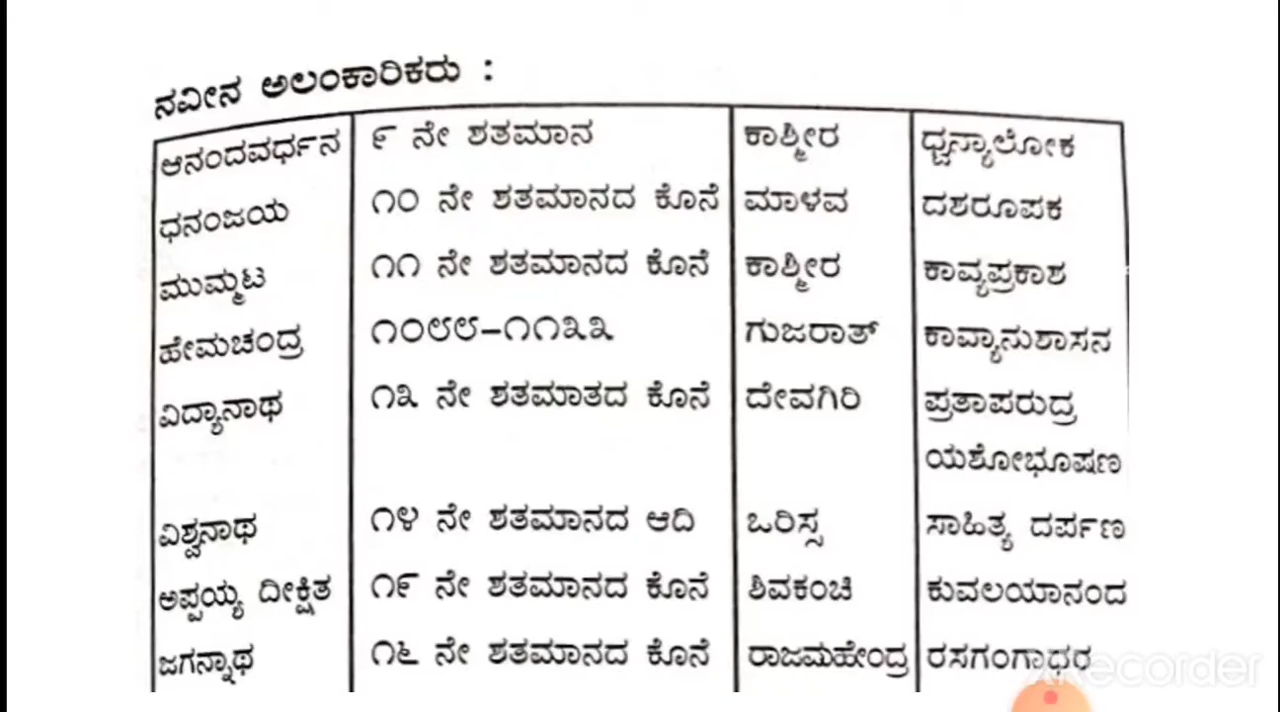 ನವೀನ ಅಲಂಕಾರಿಕರು :
ಆನಂದವರ್ಧನ ೯ ನೇ ಶತಮಾನ ಕಾಶ್ಮೀರ ಧ್ವನ್ಯಾಲೋಕ
ಧನಂಜಯ ೧೦ ನೇ ಶತಮಾನದ ಕೊನೆ ಮಾಳವ ದಶರೂಪಕ
ಮುಮ್ಮಟ ೧೧ ನೇ ಶತಮಾನದ ಕೊನೆ ಕಾಶ್ಮೀರ ಕಾವ್ಯಪ್ರಕಾಶ
ಹೇಮಚಂದ್ರ ೧೦೮೮-೧೧೩೩ ಗುಜರಾತ್ ಕಾವ್ಯಾನುಶಾಸನ
ವಿದ್ಯಾನಾಥ ೧೩ ನೇ ಶತಮಾತದ ಕೊನೆ ದೇವಗಿರಿ ಪ್ರತಾಪರುದ್ರ
ಯಶೋಭೂಷಣ
ವಿಶ್ವನಾಥ ೧೪ ನೇ ಶತಮಾನದ ಆದಿ ಒರಿಸ್ಸ ಸಾಹಿತ್ಯ ದರ್ಪಣ
ಅಪ್ಪಯ್ಯ ದೀಕ್ಷಿತ ೧೯ ನೇ ಶತಮಾನದ ಕೊನೆ ಶಿವಕಂಚಿ ಕುವಲಯಾನಂದ
ಜಗನ್ನಾಥ ೧೬ ನೇ ಶತಮಾನದ ಕೊನೆ ರಾಜಮಹೇಂದ್ರ ರಸಗಂಗಾಧರ
XRecorder